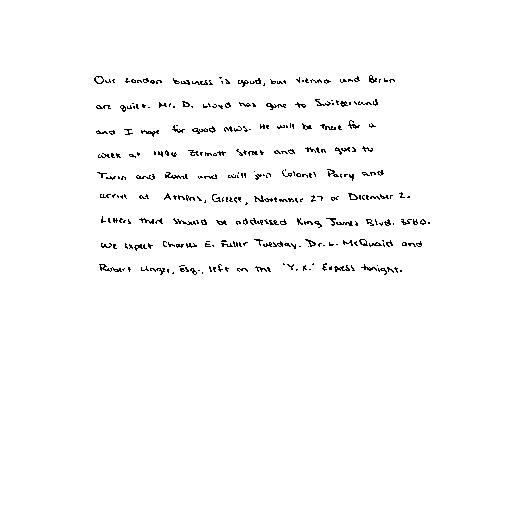 Our London business is good, but Vienna and Berlin
are quiet. Mr. D. Lloyd has gone to Switzerland
and I hope for good news. He will be there for a
week at 1496 Zermott Street and then goes to
Turin and Rome and will join Colonel Parry and
arrive at Athens, Greece, November 27 or December 2.
Letters there should be addressed King James Blvd. 3580.
We expect Charles E. Fuller Tuesday. Dr. L. McQuaid and
Robert Unger, Esq., left on the "Y.X." Express tonight.